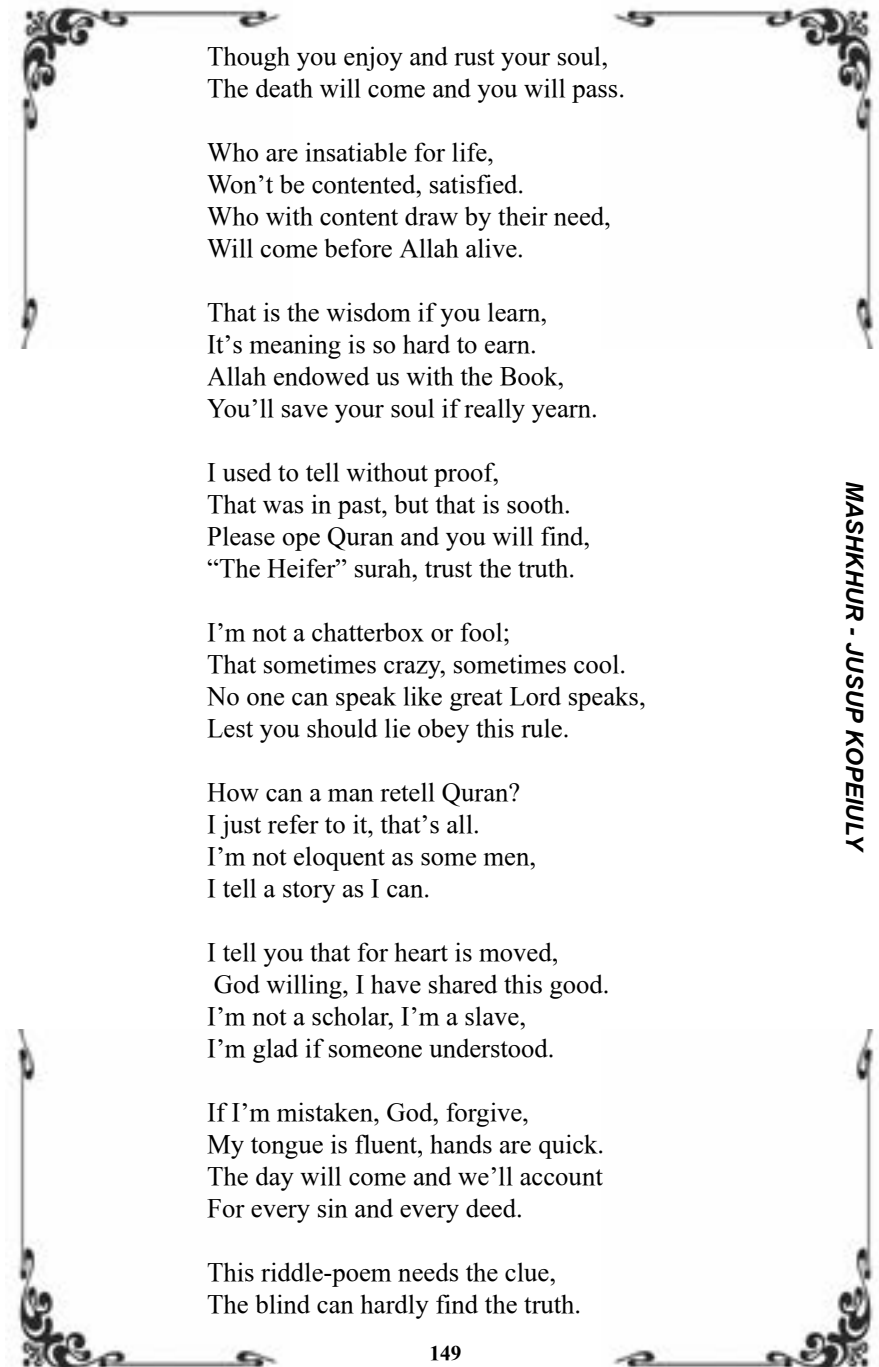 Though you enjoy and rust your soul,
The death will come and you will pass.

Who are insatiable for life,
Won’t be contented, satisfied.
Who with content draw by their need,
Will come before Allah alive.

That is the wisdom if you learn,
It’s meaning is so hard to earn.
Allah endowed us with the Book,
You’ll save your soul if really yearn.

I used to tell without proof,
That was in past, but that is sooth.
Please ope Quran and you will find,
“The Heifer” surah, trust the truth.

I’m not a chatterbox or fool;
That sometimes crazy, sometimes cool.
No one can speak like great Lord speaks,
Lest you should lie obey this rule.

How can a man retell Quran?
I just refer to it, that’s all.
I’m not eloquent as some men,
I tell a story as I can.

I tell you that for heart is moved,
God willing, I have shared this good.
I’m not a scholar, I’m a slave,
I’m glad if someone understood.

If I’m mistaken, God, forgive,
My tongue is fluent, hands are quick.
The day will come and we’ll account
For every sin and every deed.

This riddle-poem needs the clue,
The blind can hardly find the truth.

MASHKHUR - JUSUP KOPEIULY
149